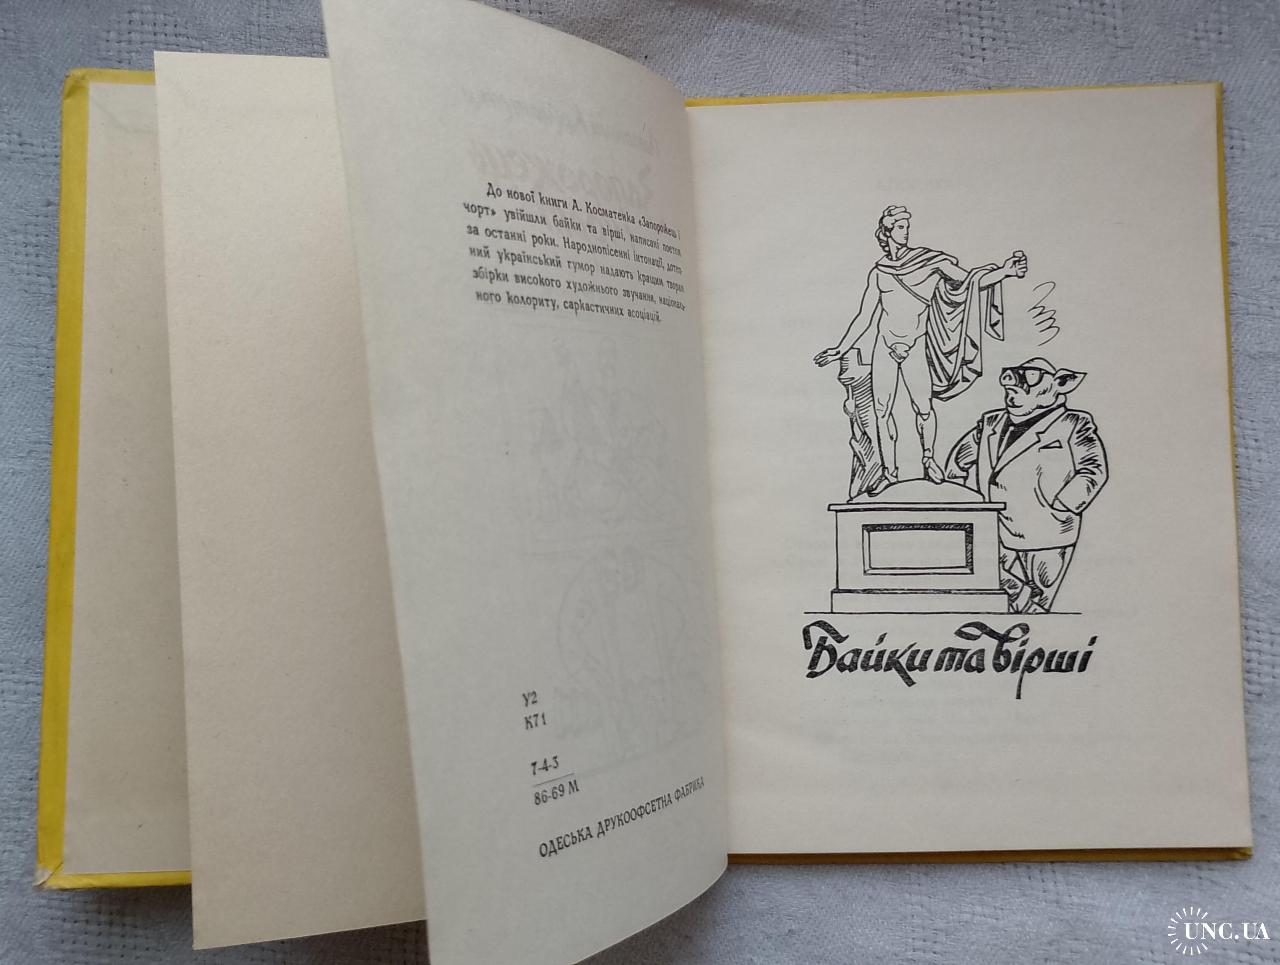 До нової книги А. Косматенка «Запорожець і
чорт» увійшли байки та вірші, написані поетом
за останні роки. Народнопісенні інтонації, дотеп-
ний український гумор надають кращим творам
збірки високого художнього звучання, національ-
ного колориту, саркастичних асоціацій.
У2
К71
7-4-3
86-69 М
ОДЕСЬКА ДРУКООФСЕТНА ФАБРИКА
Байки та вірші
UNC.UA